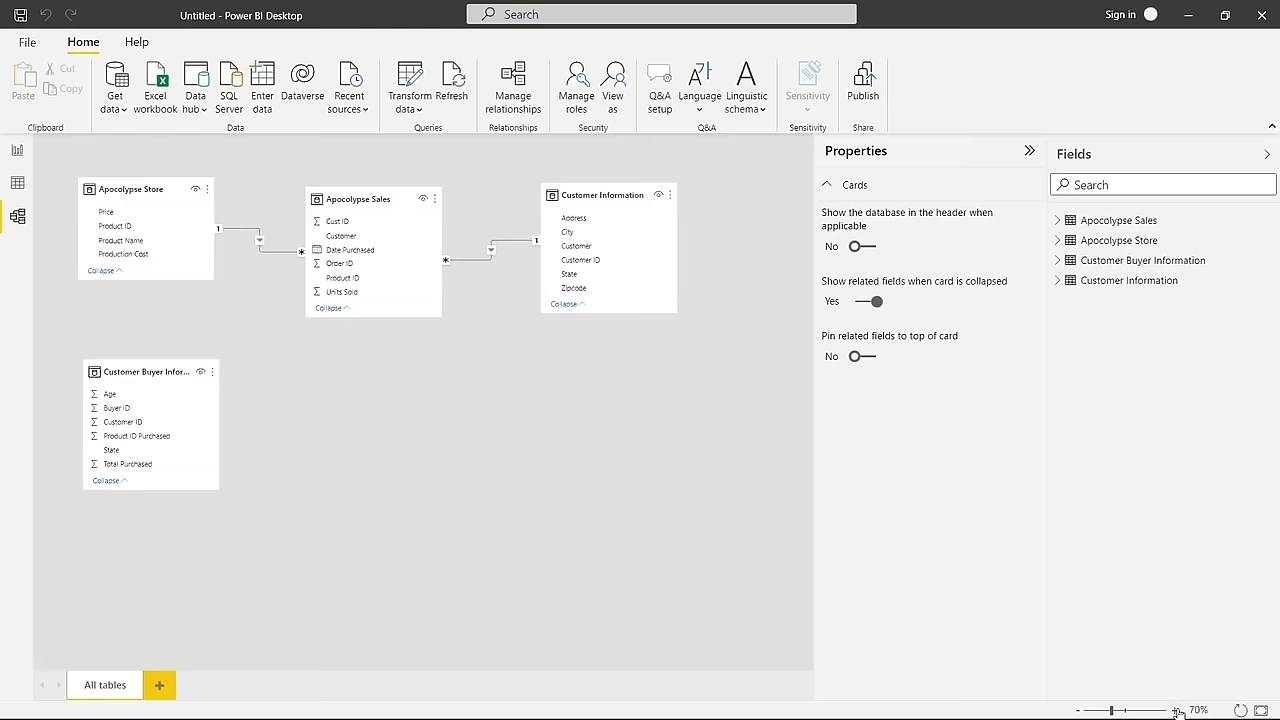 Untitled - Power BI Desktop
Search
Sign in
File
Home
Help
Paste
Cut
Copy
Get data
Excel workbook
Data hub
SQL Server
Enter data
Dataverse
Recent sources
Transform data
Refresh
Manage relationships
Manage roles
View as
Q&A setup
Language
Linguistic schema
Sensitivity
Publish
Clipboard
Data
Queries
Relationships
Security
Q&A
Sensitivity
Share
Apocolypse Store
Price
Product ID
Product Name
Production Cost
Collapse
1
*
Apocolypse Sales
Cust ID
Customer
Date Purchased
Order ID
Product ID
Units Sold
Collapse
*
1
Customer Information
Address
City
Customer
Customer ID
State
Zipcode
Collapse
Customer Buyer Infor...
Age
Buyer ID
Customer ID
Product ID Purchased
State
Total Purchased
Collapse
Properties
Cards
Show the database in the header when
applicable
No
Show related fields when card is collapsed
Yes
Pin related fields to top of card
No
Fields
Search
Apocolypse Sales
Apocolypse Store
Customer Buyer Information
Customer Information
All tables
70%